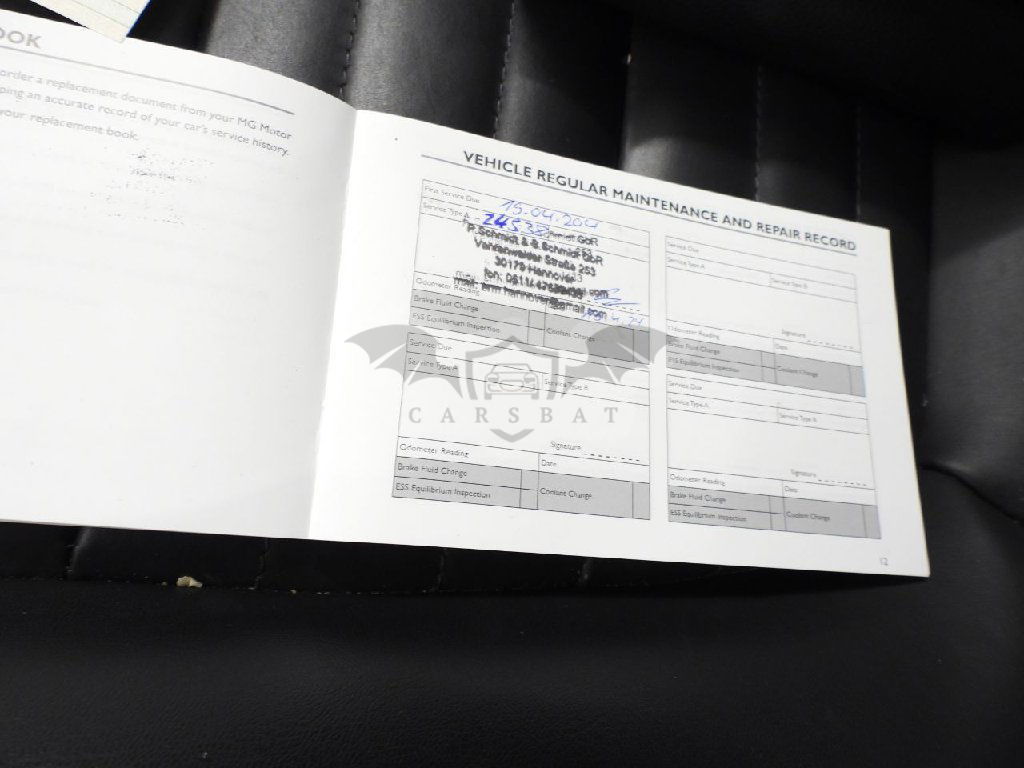 OOK
order a replacement document from your MG Motor
ping an accurate record of your car's service history.
your replacement book.
VEHICLE REGULAR MAINTENANCE AND REPAIR RECORD
First Service Due
Service Type A
24538
P.Schmidt & S.Schmidt GbR
30179 Hannover
Odometer Reading
Brake Fluid Change
ESS Equilibrium Inspection
Coolant Change
Service Due
Service Type A
Service Type B
Signature
Odometer Reading
Date
Brake Fluid Change
ESS Equilibrium Inspection
Coolant Change
Service Due
Service Type A
Service Type B
Signature
Odometer Reading
Date
Brake Fluid Change
ESS Equilibrium Inspection
Coolant Change
Service Due
Service Type A
Service Type B
Signature
Odometer Reading
Date
Brake Fluid Change
ESS Equilibrium Inspection
Coolant Change
12
CARSBAT